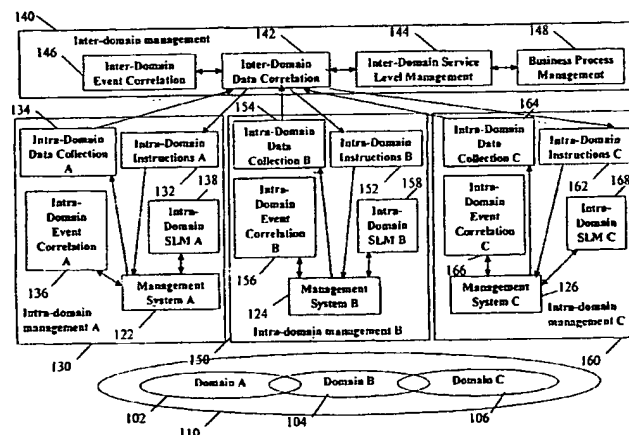 140
142
144
148
Inter-domain management
146
Inter-Domain
Event Correlation
Inter-Domain
Data Correlation
Inter-Domain Service
Level Management
Business Process
Management
134
154
164
Intra-Domain
Data Collection
A
Intra-Domain
Instructions A
132
138
Intra-
Domain
Event
Correlation
A
Intra-
Domain
SLM A
136
Management
System A
Intra-domain
management A
122
130
Intra-Domain
Data
Collection B
Intra-Domain
Instructions B
152
158
Intra-
Domain
Event
Correlation
B
Intra-
Domain
SLM B
156
124
Management
System B
150
Intra-domain management B
Intra-Domain
Data
Collection C
Intra-Domain
Instructions C
162
168
Intra-
Domain
Event
Correlation
C
Intra-
Domain
SLM C
166
126
Management
System C
Intra-domain
management C
160
Domain A
Domain B
Domain C
102
104
106
110